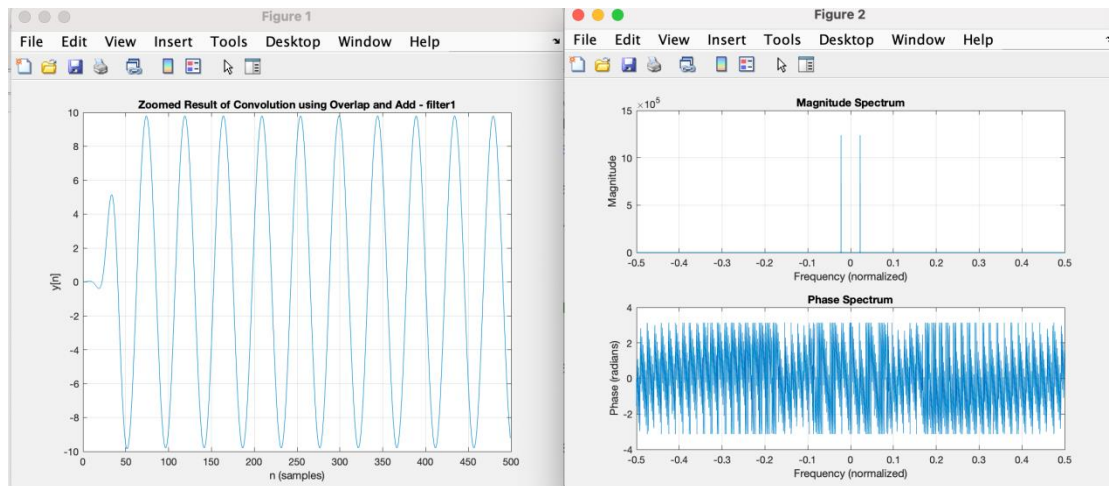 Figure 1
File Edit View Insert Tools Desktop Window Help
Zoomed Result of Convolution using Overlap and Add - filter1
10
8
6
4
2
0
-2
-4
-6
-8
-10
y[n]
0 50 100 150 200 250 300 350 400 450 500
n (samples)
Figure 2
File Edit View Insert Tools Desktop Window Help
Magnitude Spectrum
×10^5
15
10
5
0
Magnitude
-0.5 -0.4 -0.3 -0.2 -0.1 0 0.1 0.2 0.3 0.4 0.5
Frequency (normalized)
Phase Spectrum
4
2
0
-2
-4
Phase (radians)
-0.5 -0.4 -0.3 -0.2 -0.1 0 0.1 0.2 0.3 0.4 0.5
Frequency (normalized)